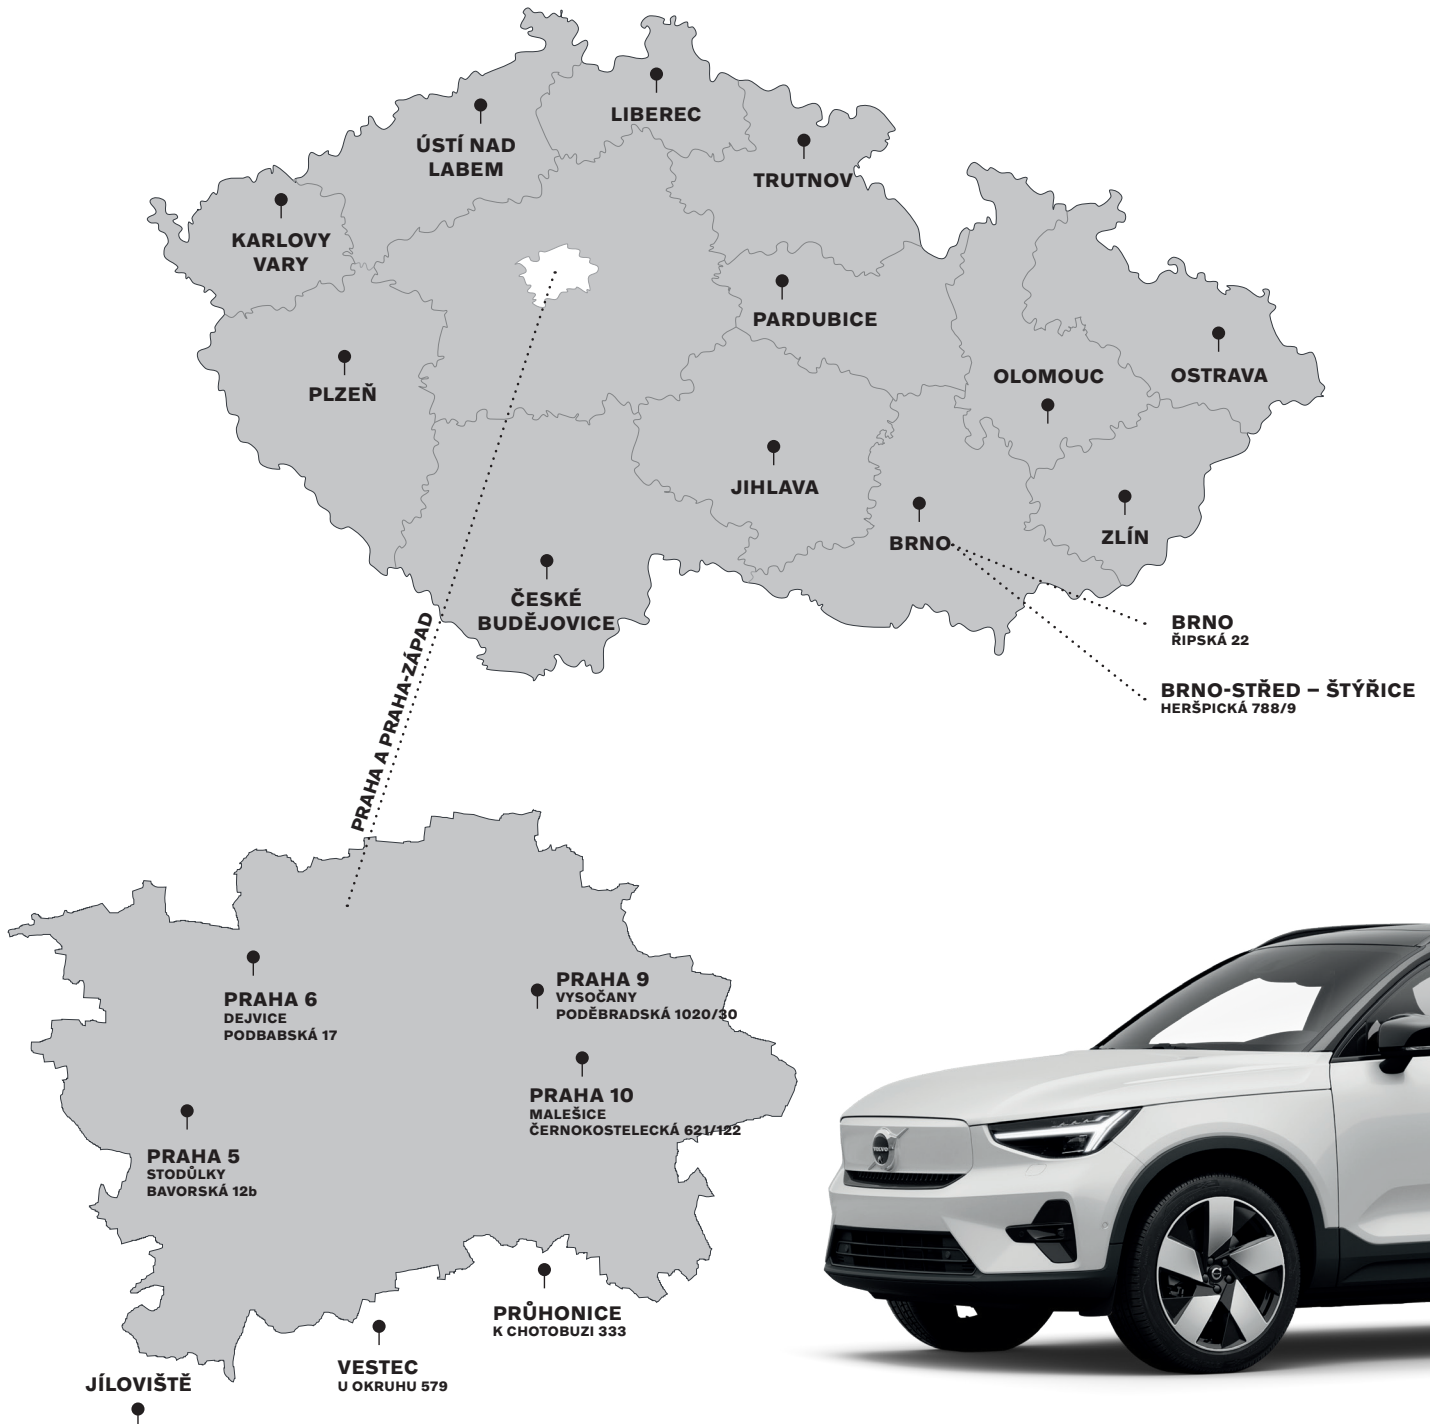 LIBEREC
ÚSTÍ NAD
LABEM
TRUTNOV
KARLOVY
VARY
PARDUBICE
PLZEŇ
OLOMOUC
OSTRAVA
JIHLAVA
BRNO
ZLÍN
ČESKÉ
BUDĚJOVICE
BRNO
ŘIPSKÁ 22
BRNO-STŘED – ŠTÝŘICE
HERŠPICKÁ 788/9
PRAHA A PRAHA-ZÁPAD
PRAHA 6
DEJVICE
PODBABSKÁ 17
PRAHA 9
VYSOČANY
PODĚBRADSKÁ 1020/30
PRAHA 10
MALEŠICE
ČERNOKOSTELECKÁ 621/122
PRAHA 5
STODŮLKY
BAVORSKÁ 12b
PRŮHONICE
K CHOTOBUZI 333
VESTEC
U OKRUHU 579
JÍLOVIŠTĚ
VOLVO